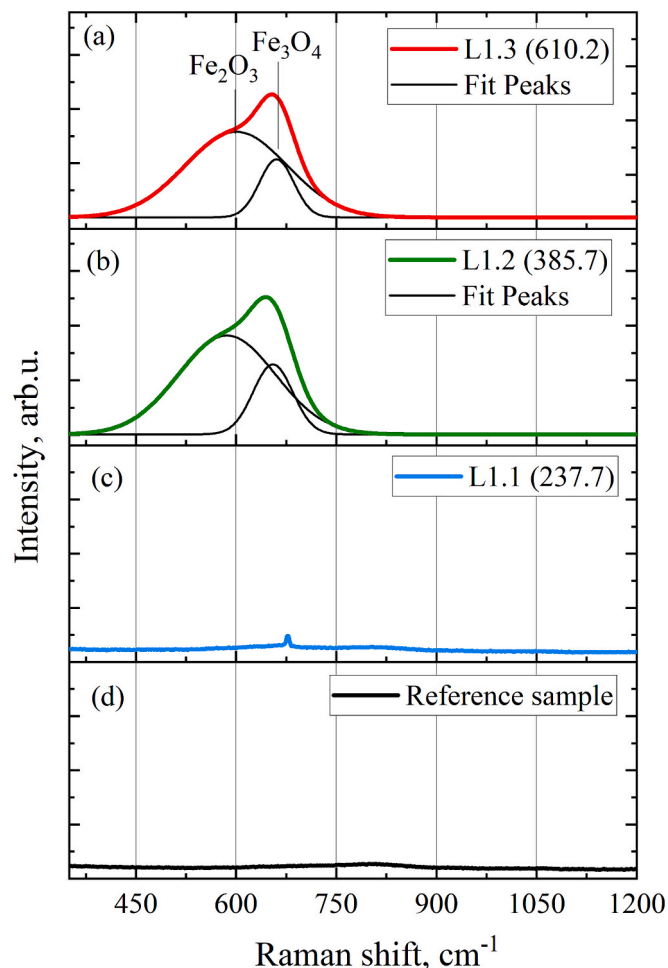 (a)
Fe₂O₃
Fe₃O₄
L1.3 (610.2)
Fit Peaks
(b)
L1.2 (385.7)
Fit Peaks
(c)
L1.1 (237.7)
(d)
Reference sample
Intensity, arb.u.
450 600 750 900 1050 1200
Raman shift, cm⁻¹